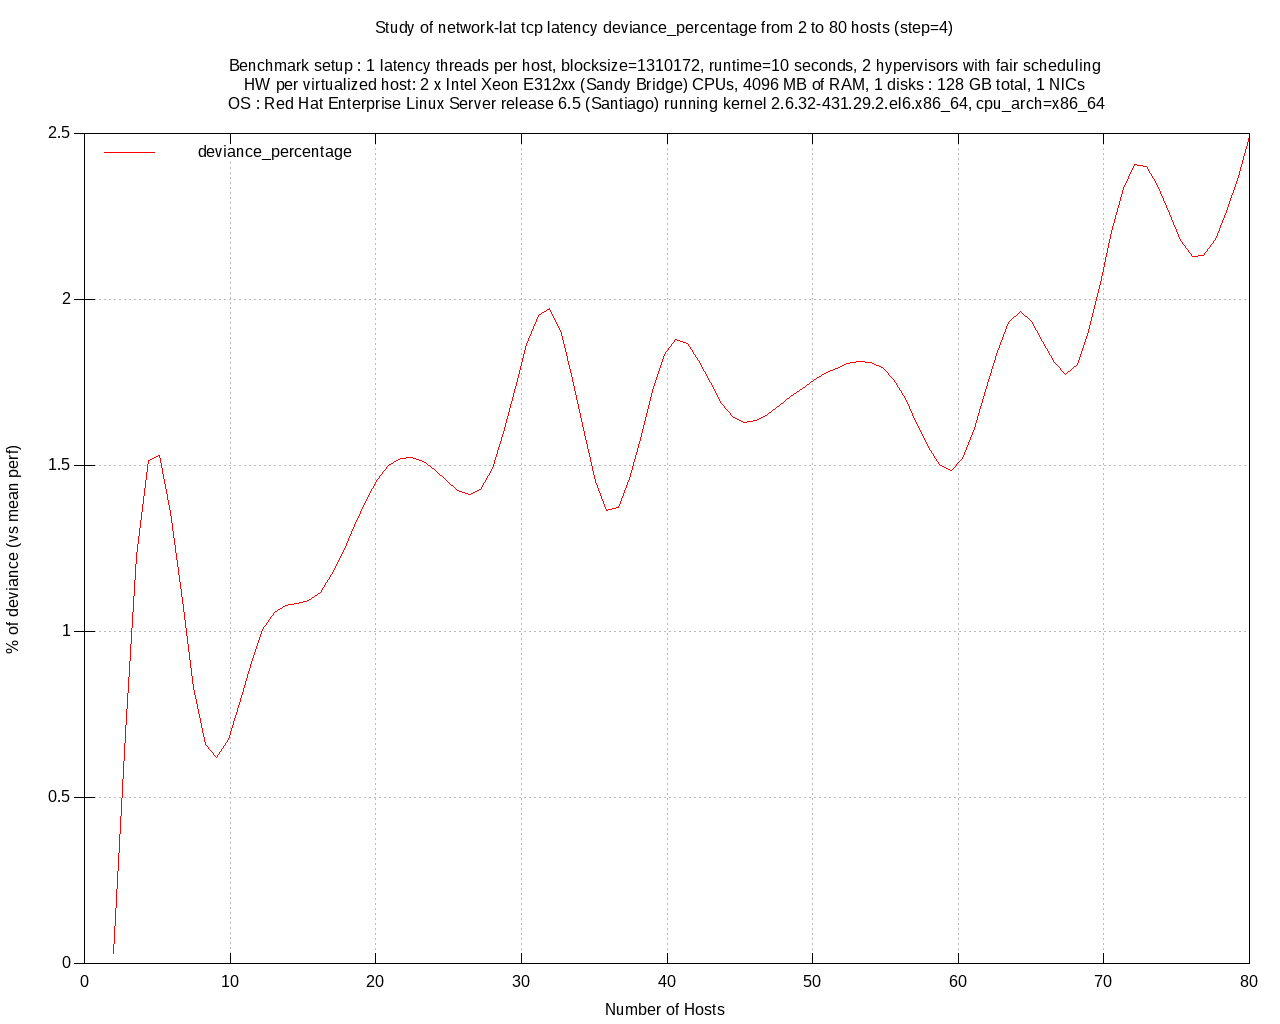 Study of network-lat tcp latency deviance_percentage from 2 to 80 hosts (step=4)
Benchmark setup : 1 latency threads per host, blocksize=1310172, runtime=10 seconds, 2 hypervisors with fair scheduling
HW per virtualized host: 2 x Intel Xeon E312xx (Sandy Bridge) CPUs, 4096 MB of RAM, 1 disks : 128 GB total, 1 NICs
OS : Red Hat Enterprise Linux Server release 6.5 (Santiago) running kernel 2.6.32-431.29.2.el6.x86_64, cpu_arch=x86_64
deviance_percentage
% of deviance (vs mean perf)
2.5
2
1.5
1
0.5
0
0 10 20 30 40 50 60 70 80
Number of Hosts